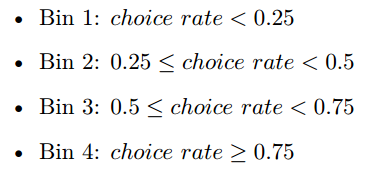 • Bin 1: choice rate < 0.25
• Bin 2: 0.25 ≤ choice rate < 0.5
• Bin 3: 0.5 ≤ choice rate < 0.75
• Bin 4: choice rate ≥ 0.75